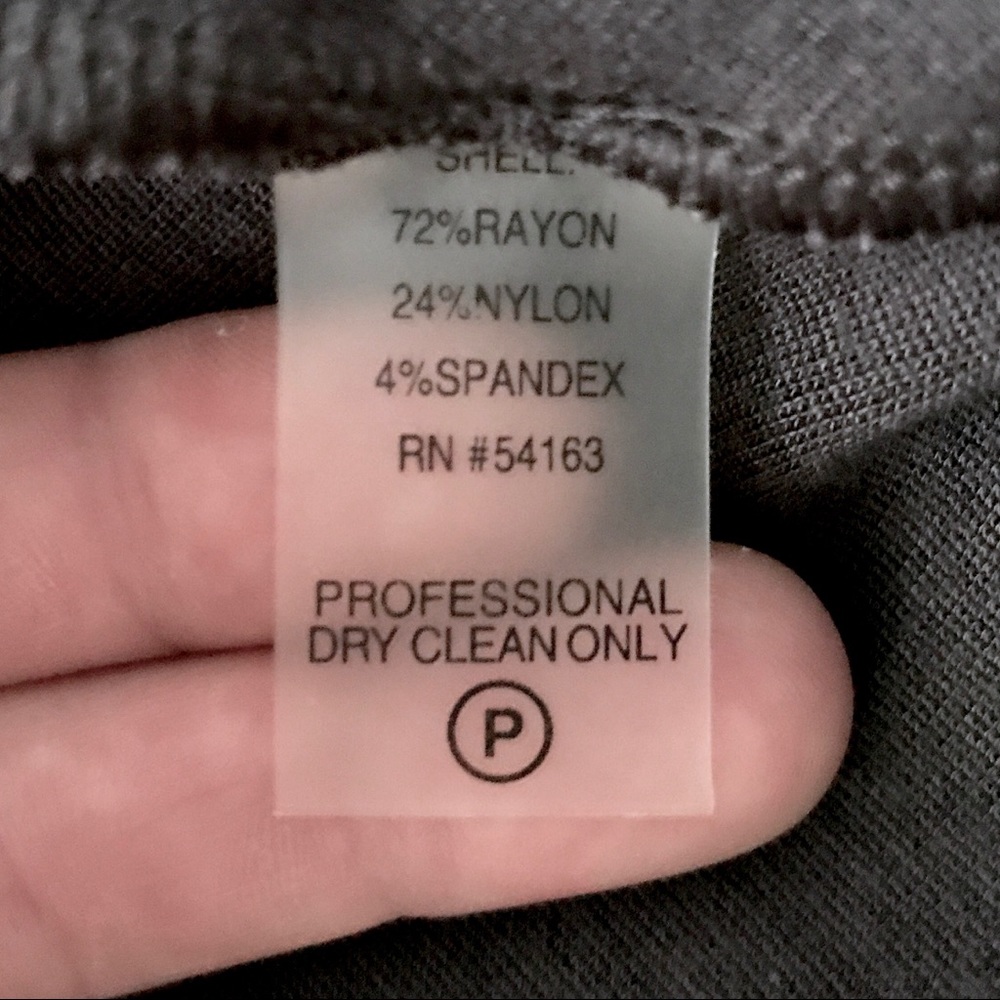 SHELL:
72%RAYON
24%NYLON
4%SPANDEX
RN #54163
PROFESSIONAL
DRY CLEAN ONLY
P